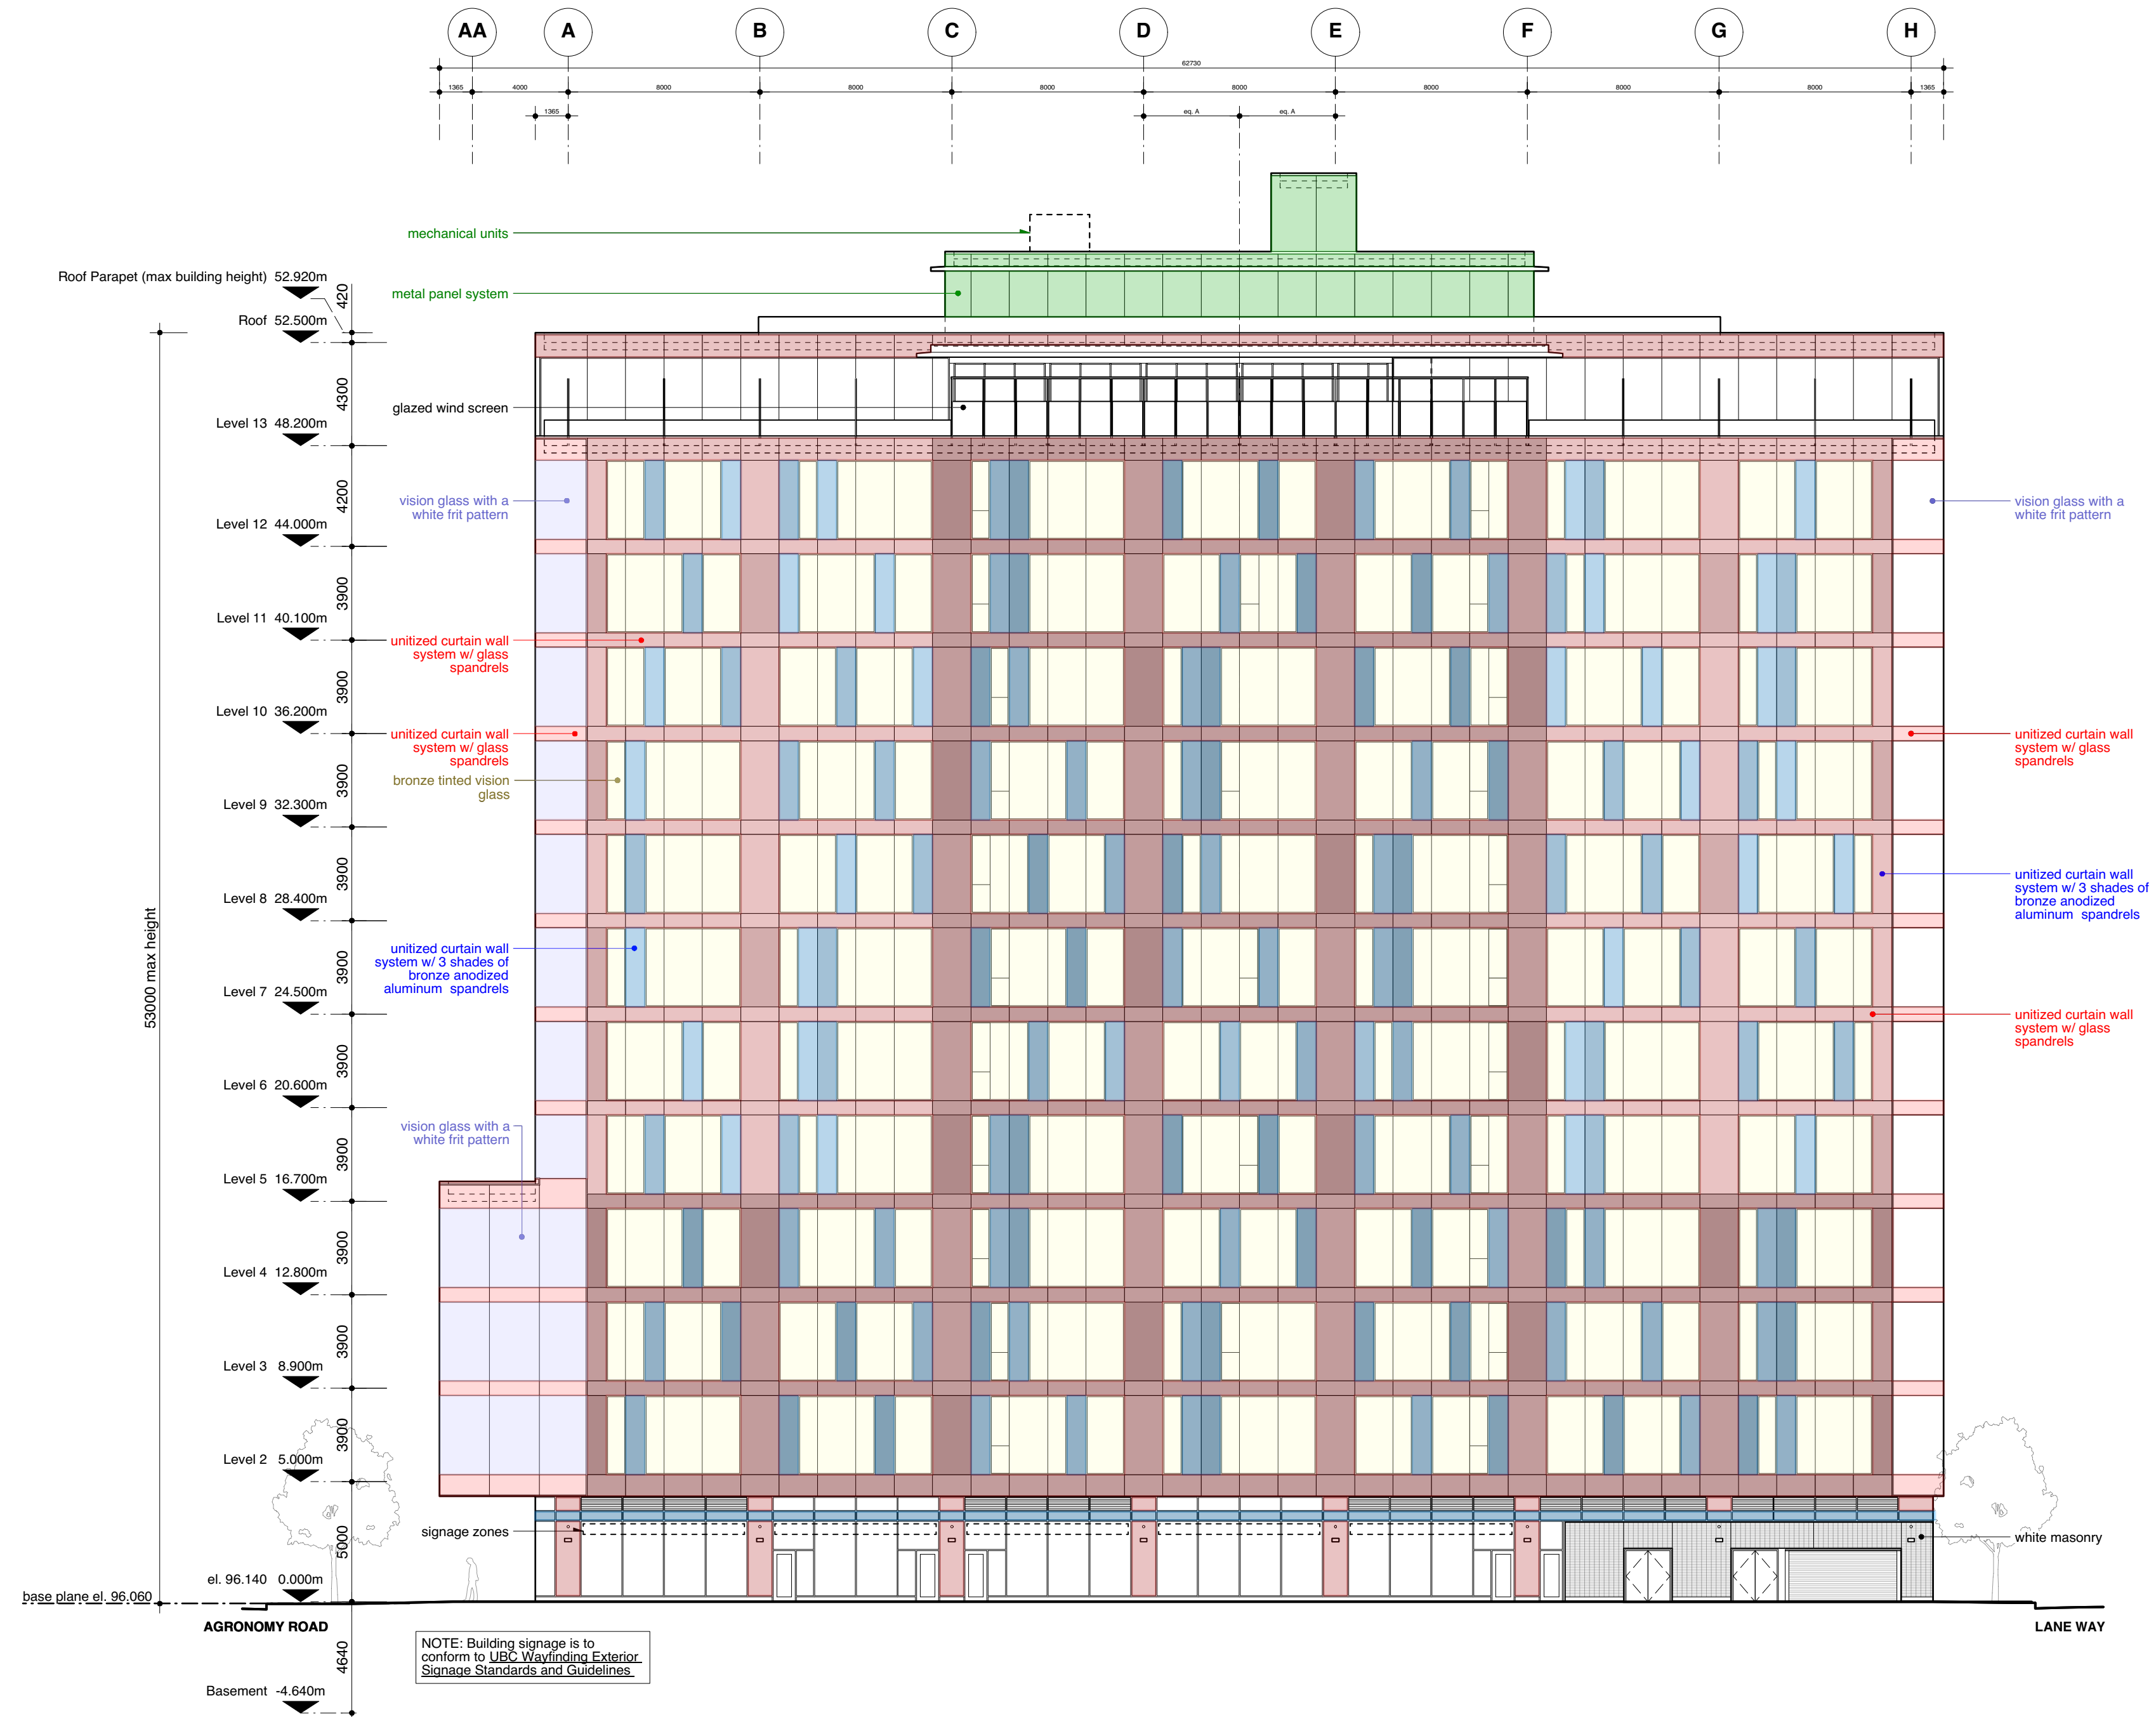 AA A B C D E F G H
62730
1365 4000 8000 8000 8000 8000 8000 8000 8000 1365
1365 eq. A eq. A
mechanical units
Roof Parapet (max building height) 52.920m
420
metal panel system
Roof 52.500m
4300
glazed wind screen
Level 13 48.200m
4200
vision glass with a
white frit pattern
vision glass with a
white frit pattern
Level 12 44.000m
3900
Level 11 40.100m
unitized curtain wall
system w/ glass
spandrels
3900
Level 10 36.200m
unitized curtain wall
system w/ glass
spandrels
unitized curtain wall
system w/ glass
spandrels
3900
bronze tinted vision
glass
Level 9 32.300m
3900
unitized curtain wall
system w/ 3 shades of
bronze anodized
aluminum spandrels
Level 8 28.400m
53000 max height
3900
unitized curtain wall
system w/ 3 shades of
bronze anodized
aluminum spandrels
Level 7 24.500m
unitized curtain wall
system w/ glass
spandrels
3900
Level 6 20.600m
3900
vision glass with a
white frit pattern
Level 5 16.700m
3900
Level 4 12.800m
3900
Level 3 8.900m
3900
Level 2 5.000m
5000
signage zones
white masonry
el. 96.140 0.000m
base plane el. 96.060
AGRONOMY ROAD
LANE WAY
4640
NOTE: Building signage is to
conform to UBC Wayfinding Exterior
Signage Standards and Guidelines
Basement -4.640m